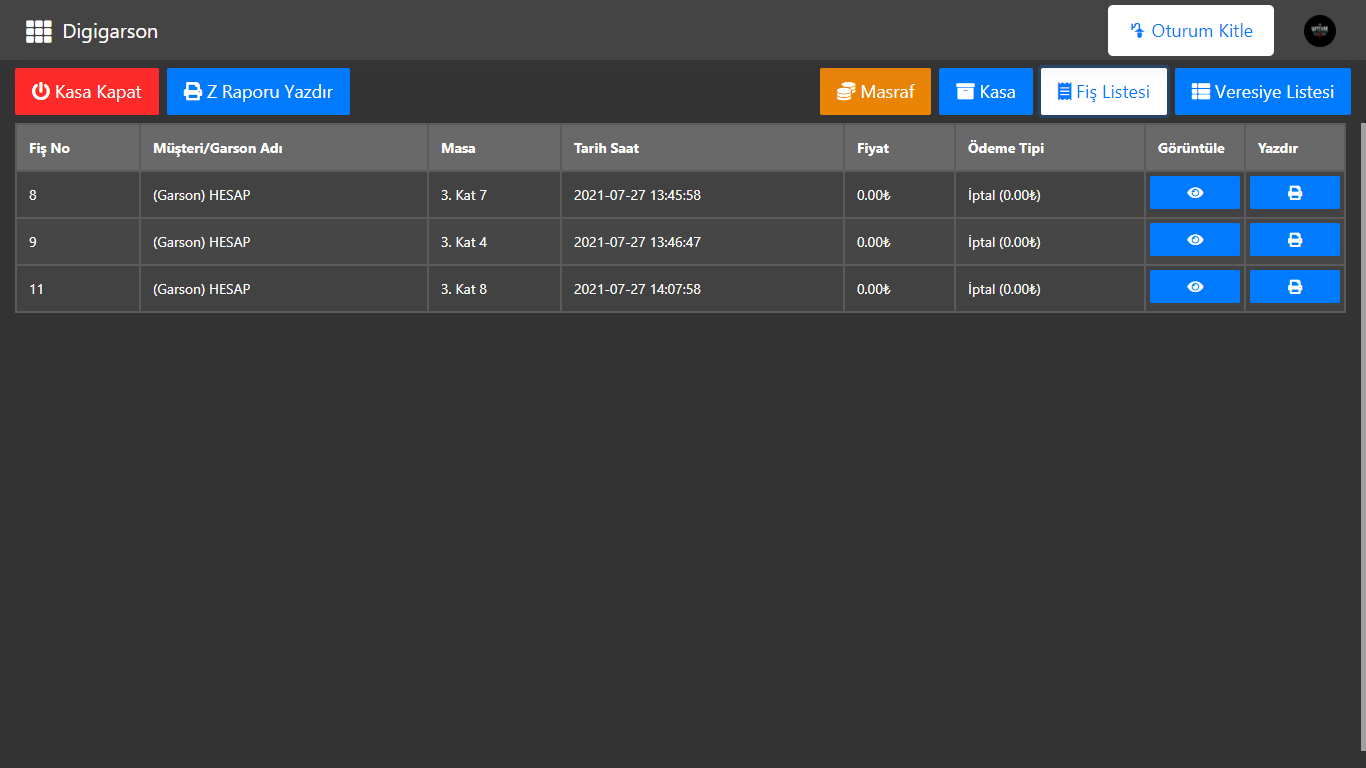 Digigarson
Oturum Kitle
Kasa Kapat Z Raporu Yazdır Masraf Kasa Fiş Listesi Veresiye Listesi
Fiş No Müşteri/Garson Adı Masa Tarih Saat Fiyat Ödeme Tipi Görüntüle Yazdır
8 (Garson) HESAP 3. Kat 7 2021-07-27 13:45:58 0.00₺ İptal (0.00₺)
9 (Garson) HESAP 3. Kat 4 2021-07-27 13:46:47 0.00₺ İptal (0.00₺)
11 (Garson) HESAP 3. Kat 8 2021-07-27 14:07:58 0.00₺ İptal (0.00₺)